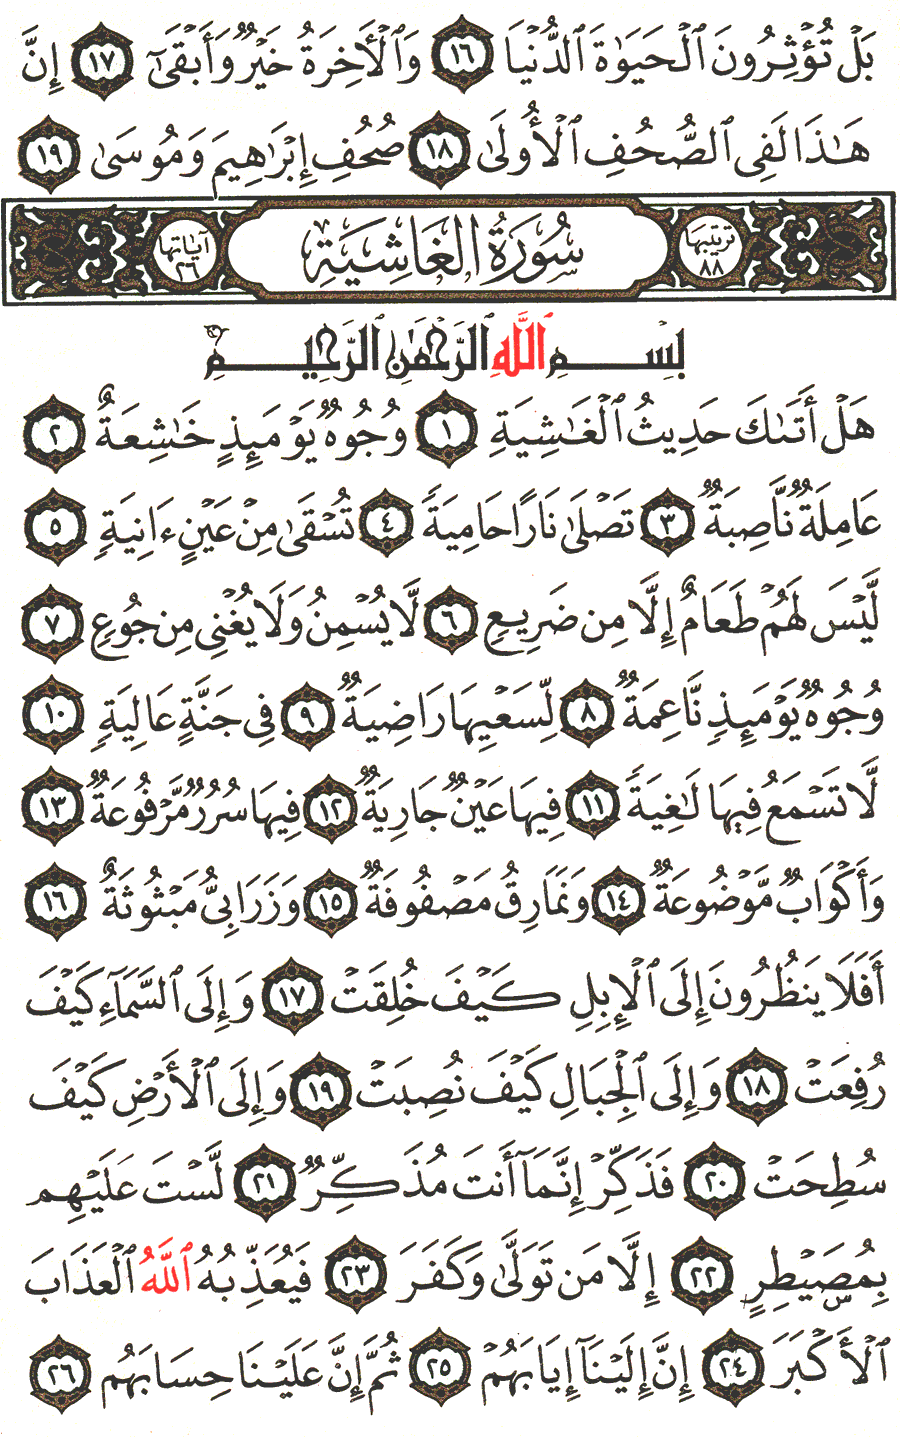 بَلْ تُؤْثِرُونَ ٱلْحَيَوٰةَ ٱلدُّنْيَا ١٦ وَٱلْأَخِرَةُ خَيْرٌ وَأَبْقَىٰٓ ١٧ إِنَّ
هَٰذَا لَفِى ٱلصُّحُفِ ٱلْأُولَىٰ ١٨ صُحُفِ إِبْرَٰهِيمَ وَمُوسَىٰ ١٩
ترتيبها ٨٨ سُورَةُ الغَاشِيَةِ آياتها ٢٦
بِسْمِ ٱللَّهِ ٱلرَّحْمَٰنِ ٱلرَّحِيمِ
هَلْ أَتَىٰكَ حَدِيثُ ٱلْغَٰشِيَةِ ١ وُجُوهٌ يَوْمَئِذٍ خَٰشِعَةٌ ٢
عَامِلَةٌ نَّاصِبَةٌ ٣ تَصْلَىٰ نَارًا حَامِيَةً ٤ تُسْقَىٰ مِنْ عَيْنٍ ءَانِيَةٍ ٥
لَّيْسَ لَهُمْ طَعَامٌ إِلَّا مِن ضَرِيعٍ ٦ لَّا يُسْمِنُ وَلَا يُغْنِى مِن جُوعٍ ٧
وُجُوهٌ يَوْمَئِذٍ نَّاعِمَةٌ ٨ لِّسَعْيِهَا رَاضِيَةٌ ٩ فِى جَنَّةٍ عَالِيَةٍ ١٠
لَّا تَسْمَعُ فِيهَا لَٰغِيَةً ١١ فِيهَا عَيْنٌ جَارِيَةٌ ١٢ فِيهَا سُرُرٌ مَّرْفُوعَةٌ ١٣
وَأَكْوَابٌ مَّوْضُوعَةٌ ١٤ وَنَمَارِقُ مَصْفُوفَةٌ ١٥ وَزَرَابِىُّ مَبْثُوثَةٌ ١٦
أَفَلَا يَنظُرُونَ إِلَى ٱلْإِبِلِ كَيْفَ خُلِقَتْ ١٧ وَإِلَى ٱلسَّمَآءِ كَيْفَ
رُفِعَتْ ١٨ وَإِلَى ٱلْجِبَالِ كَيْفَ نُصِبَتْ ١٩ وَإِلَى ٱلْأَرْضِ كَيْفَ
سُطِحَتْ ٢٠ فَذَكِّرْ إِنَّمَآ أَنتَ مُذَكِّرٌ ٢١ لَّسْتَ عَلَيْهِم
بِمُصَۣيْطِرٍ ٢٢ إِلَّا مَن تَوَلَّىٰ وَكَفَرَ ٢٣ فَيُعَذِّبُهُ ٱللَّهُ ٱلْعَذَابَ
ٱلْأَكْبَرَ ٢٤ إِنَّ إِلَيْنَآ إِيَابَهُمْ ٢٥ ثُمَّ إِنَّ عَلَيْنَا حِسَابَهُم ٢٦